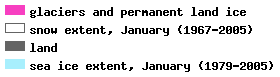 glaciers and permanent land ice
snow extent, January (1967-2005)
land
sea ice extent, January (1979-2005)